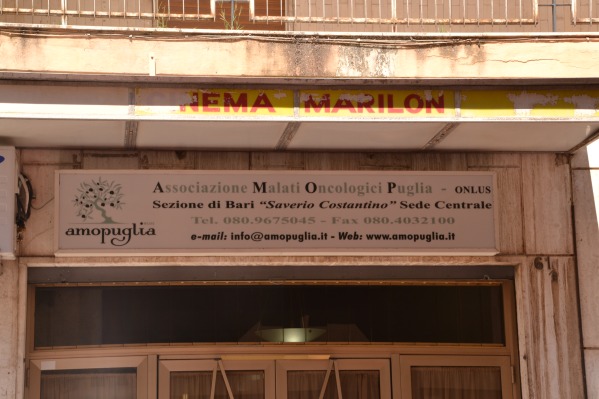 NEMA MARILON
Associazione Malati Oncologici Puglia - ONLUS
Sezione di Bari "Saverio Costantino" Sede Centrale
Tel. 080.9675045 - Fax 080.4032100
e-mail: info@amopuglia.it - Web: www.amopuglia.it
amopuglia